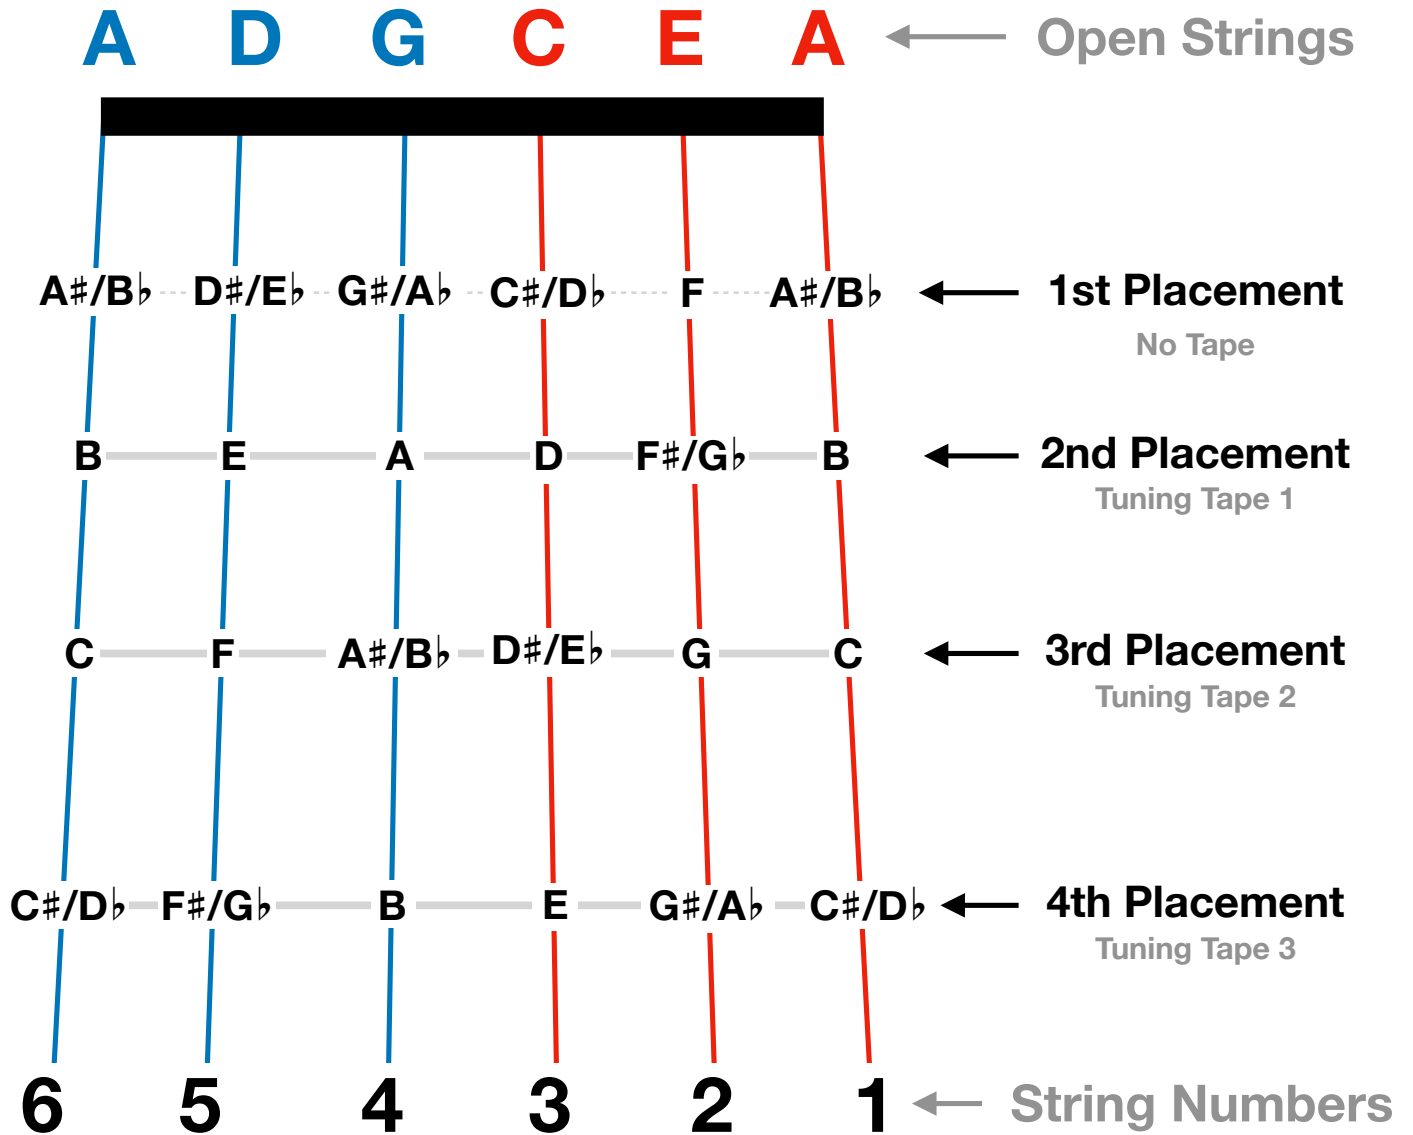 A D G C E A Open Strings
A♯/B♭ D♯/E♭ G♯/A♭ C♯/D♭ F A♯/B♭ 1st Placement
No Tape
B E A D F♯/G♭ B 2nd Placement
Tuning Tape 1
C F A♯/B♭ D♯/E♭ G C 3rd Placement
Tuning Tape 2
C♯/D♭ F♯/G♭ B E G♯/A♭ C♯/D♭ 4th Placement
Tuning Tape 3
6 5 4 3 2 1 String Numbers